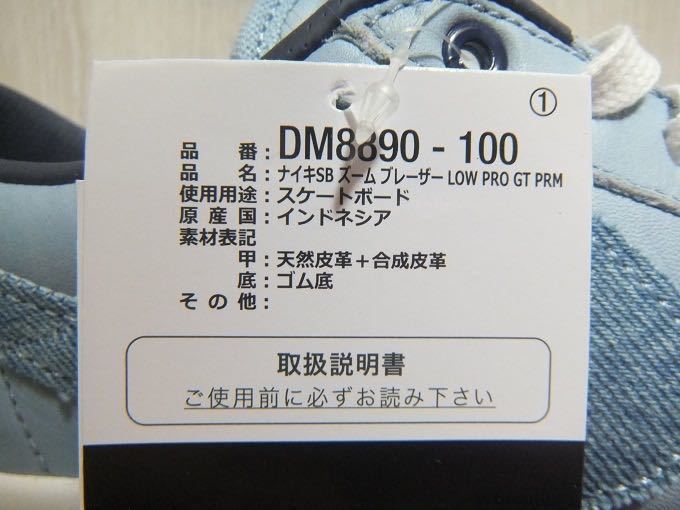 ①
品番:DM8890 - 100
品名:ナイキSB ズーム ブレーザー LOW PRO GT PRM
使用用途:スケートボード
原産国:インドネシア
素材表記
甲:天然皮革+合成皮革
底:ゴム底
その他:
取扱説明書
ご使用前に必ずお読み下さい